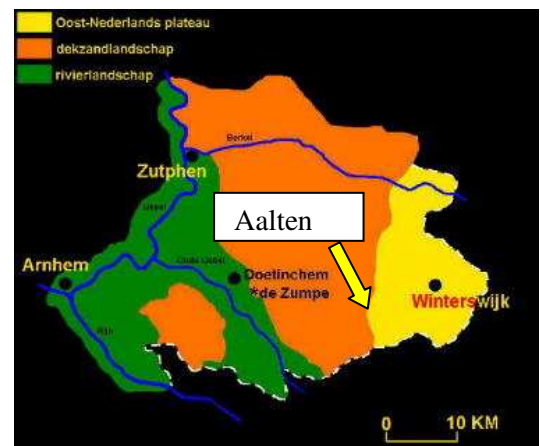 Oost-Nederlands plateau
dekzandlandschap
rivierlandschap
Berkel
Zutphen
IJssel
Aalten
Oude IJssel
Arnhem
Doetinchem
*de Zumpe
Winterswijk
Rijn
0 10 KM